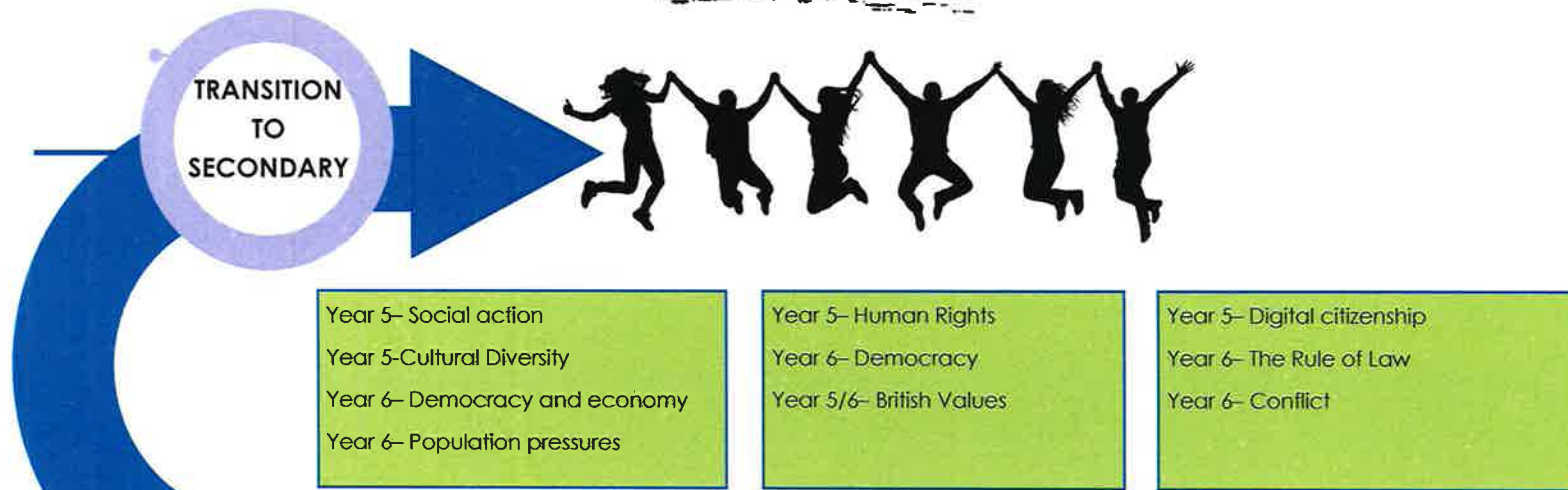 TRANSITION
TO
SECONDARY
Year 5– Social action
Year 5-Cultural Diversity
Year 6– Democracy and economy
Year 6– Population pressures
Year 5– Human Rights
Year 6– Democracy
Year 5/6– British Values
Year 5– Digital citizenship
Year 6– The Rule of Law
Year 6– Conflict